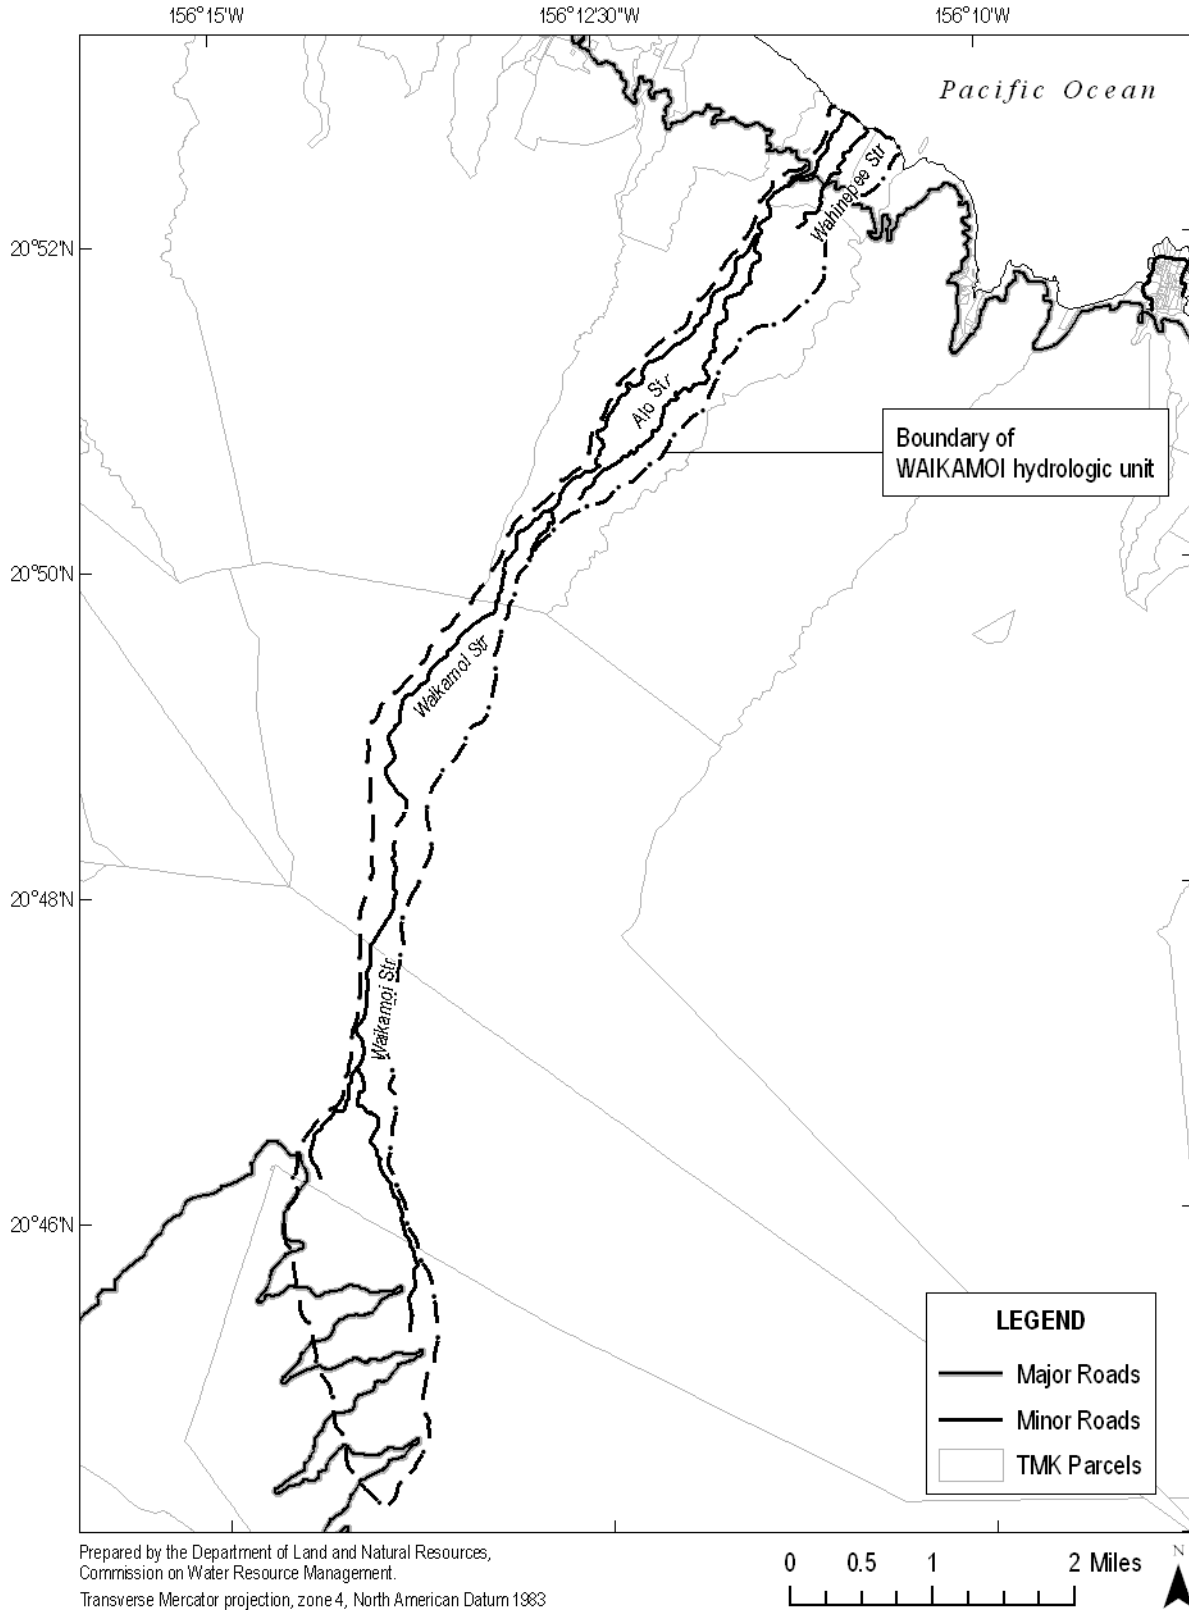 156°15'W
156°12'30"W
156°10'W
Pacific Ocean
Wahinepee Str
20°52'N
Alo Str
Boundary of
WAIKAMOI hydrologic unit
20°50'N
Waikamoi Str
20°48'N
Waikamoi Str
20°46'N
LEGEND
Major Roads
Minor Roads
TMK Parcels
Prepared by the Department of Land and Natural Resources,
Commission on Water Resource Management.
Transverse Mercator projection, zone 4, North American Datum 1983
0 0.5 1 2 Miles
N